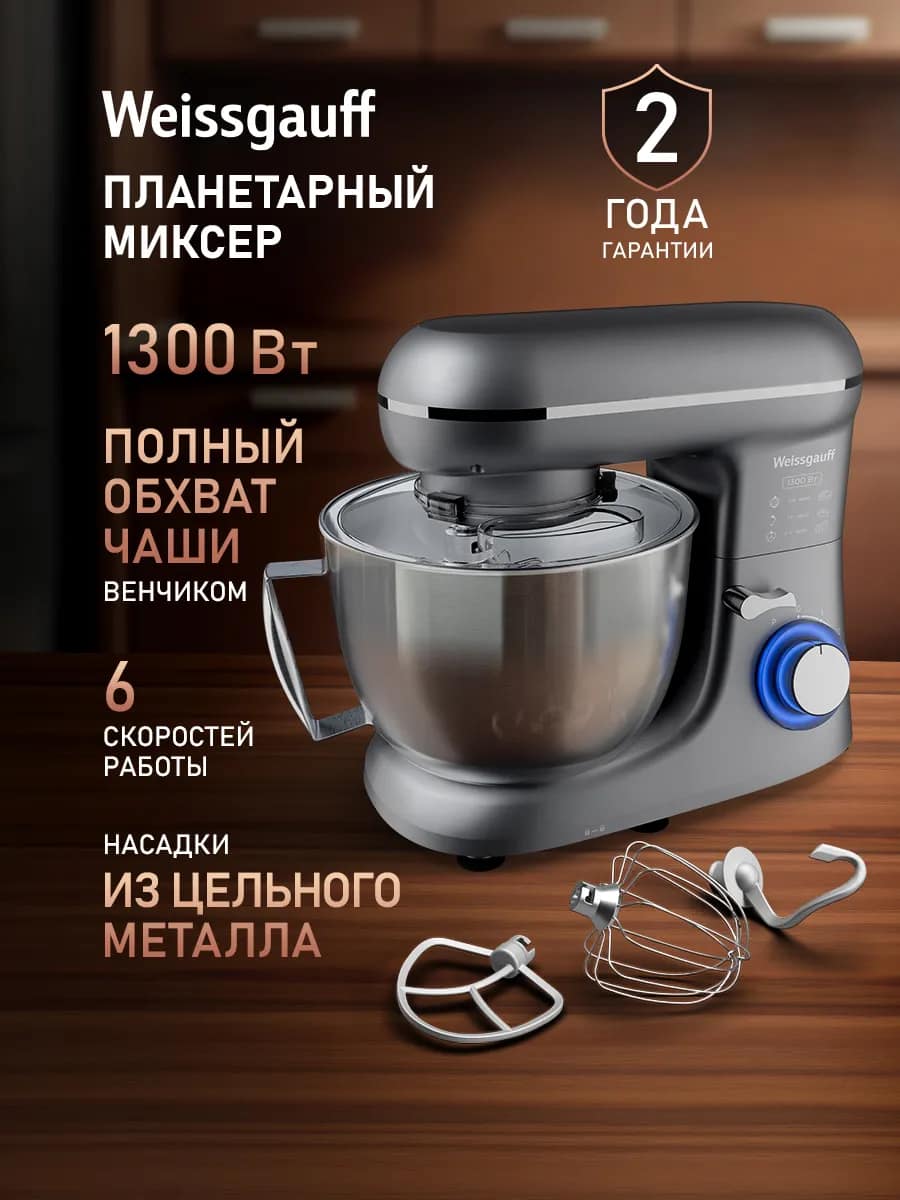 Weissgauff
ПЛАНЕТАРНЫЙ
МИКСЕР
2
ГОДА
ГАРАНТИИ
1300 Вт
ПОЛНЫЙ
ОБХВАТ
ЧАШИ
ВЕНЧИКОМ
6
СКОРОСТЕЙ
РАБОТЫ
НАСАДКИ
ИЗ ЦЕЛЬНОГО
МЕТАЛЛА
Weissgauff
1300 Вт